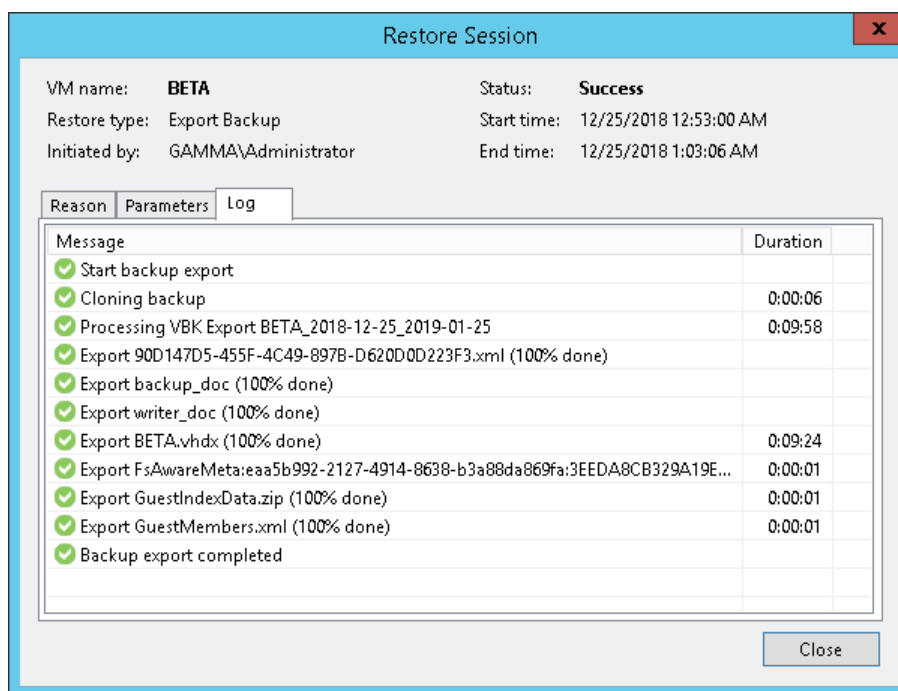 Restore Session
x
VM name: BETA Status: Success
Restore type: Export Backup Start time: 12/25/2018 12:53:00 AM
Initiated by: GAMMA\Administrator End time: 12/25/2018 1:03:06 AM
Reason Parameters Log
Message Duration
Start backup export
Cloning backup 0:00:06
Processing VBK Export BETA_2018-12-25_2019-01-25 0:09:58
Export 90D147D5-455F-4C49-897B-D620D0D223F3.xml (100% done)
Export backup_doc (100% done)
Export writer_doc (100% done)
Export BETA.vhdx (100% done) 0:09:24
Export FsAwareMeta:eaa5b992-2127-4914-8638-b3a88da869fa:3EEDA8CB329A19E... 0:00:01
Export GuestIndexData.zip (100% done) 0:00:01
Export GuestMembers.xml (100% done) 0:00:01
Backup export completed
Close